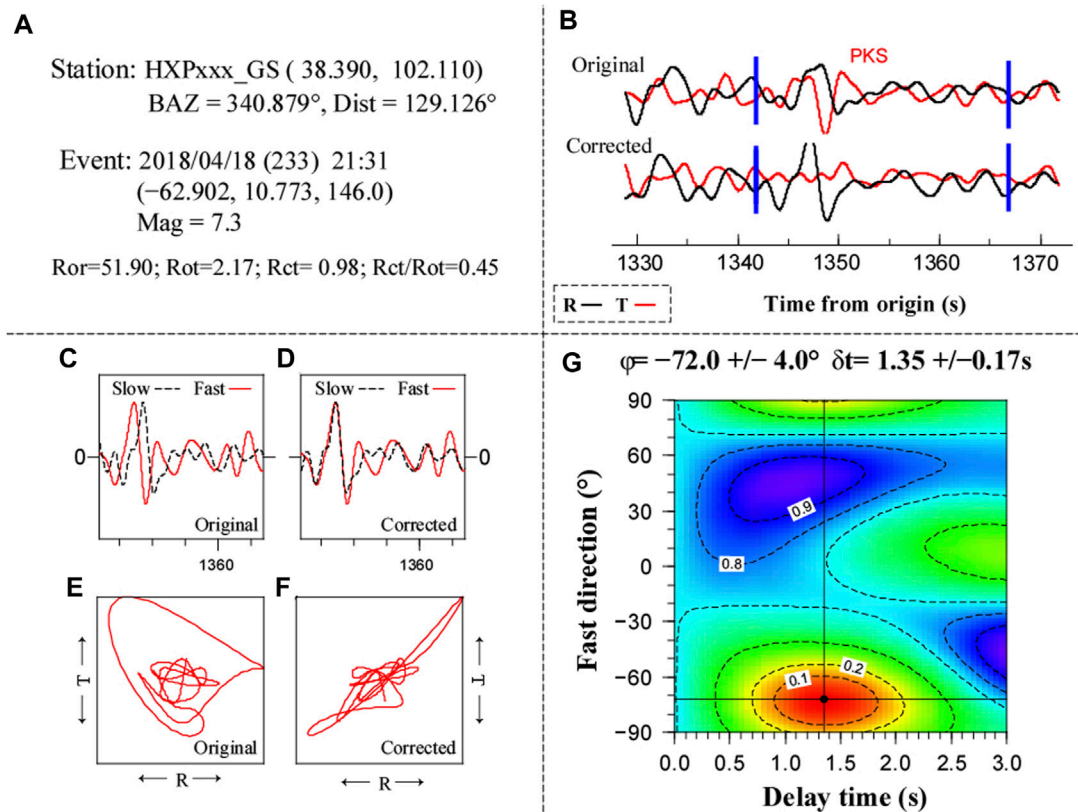 A
Station: HXPxxx_GS ( 38.390, 102.110)
BAZ = 340.879°, Dist = 129.126°
Event: 2018/04/18 (233) 21:31
(−62.902, 10.773, 146.0)
Mag = 7.3
Ror=51.90; Rot=2.17; Rct= 0.98; Rct/Rot=0.45
B
PKS
Original
Corrected
1330 1340 1350 1360 1370
R T Time from origin (s)
C
Slow Fast
0
Original
1360
D
Slow Fast
0
Corrected
1360
E
T
Original
R
F
T
Corrected
R
G
φ= −72.0 +/− 4.0° δt= 1.35 +/−0.17s
Fast direction (°)
90
60
30
0
−30
−60
−90
0.9
0.8
0.2
0.1
0.0 0.5 1.0 1.5 2.0 2.5 3.0
Delay time (s)